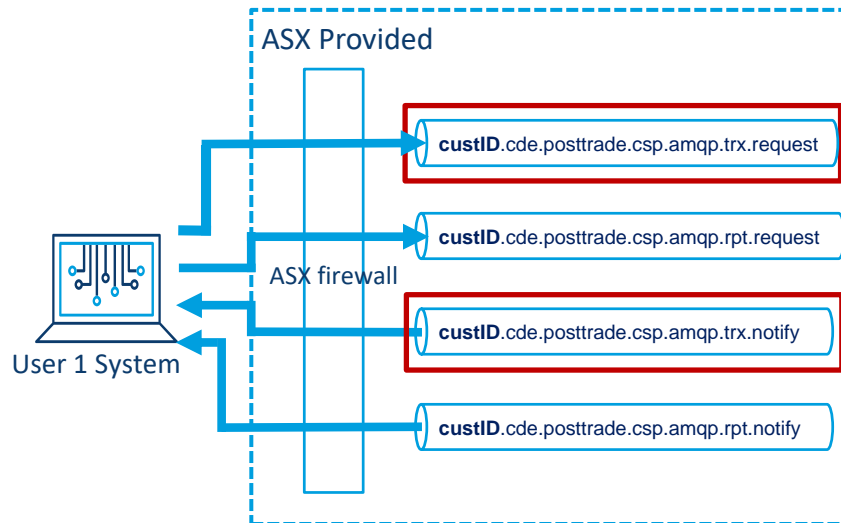 ASX Provided
custID.cde.posttrade.csp.amqp.trx.request
custID.cde.posttrade.csp.amqp.rpt.request
ASX firewall
custID.cde.posttrade.csp.amqp.trx.notify
User 1 System
custID.cde.posttrade.csp.amqp.rpt.notify